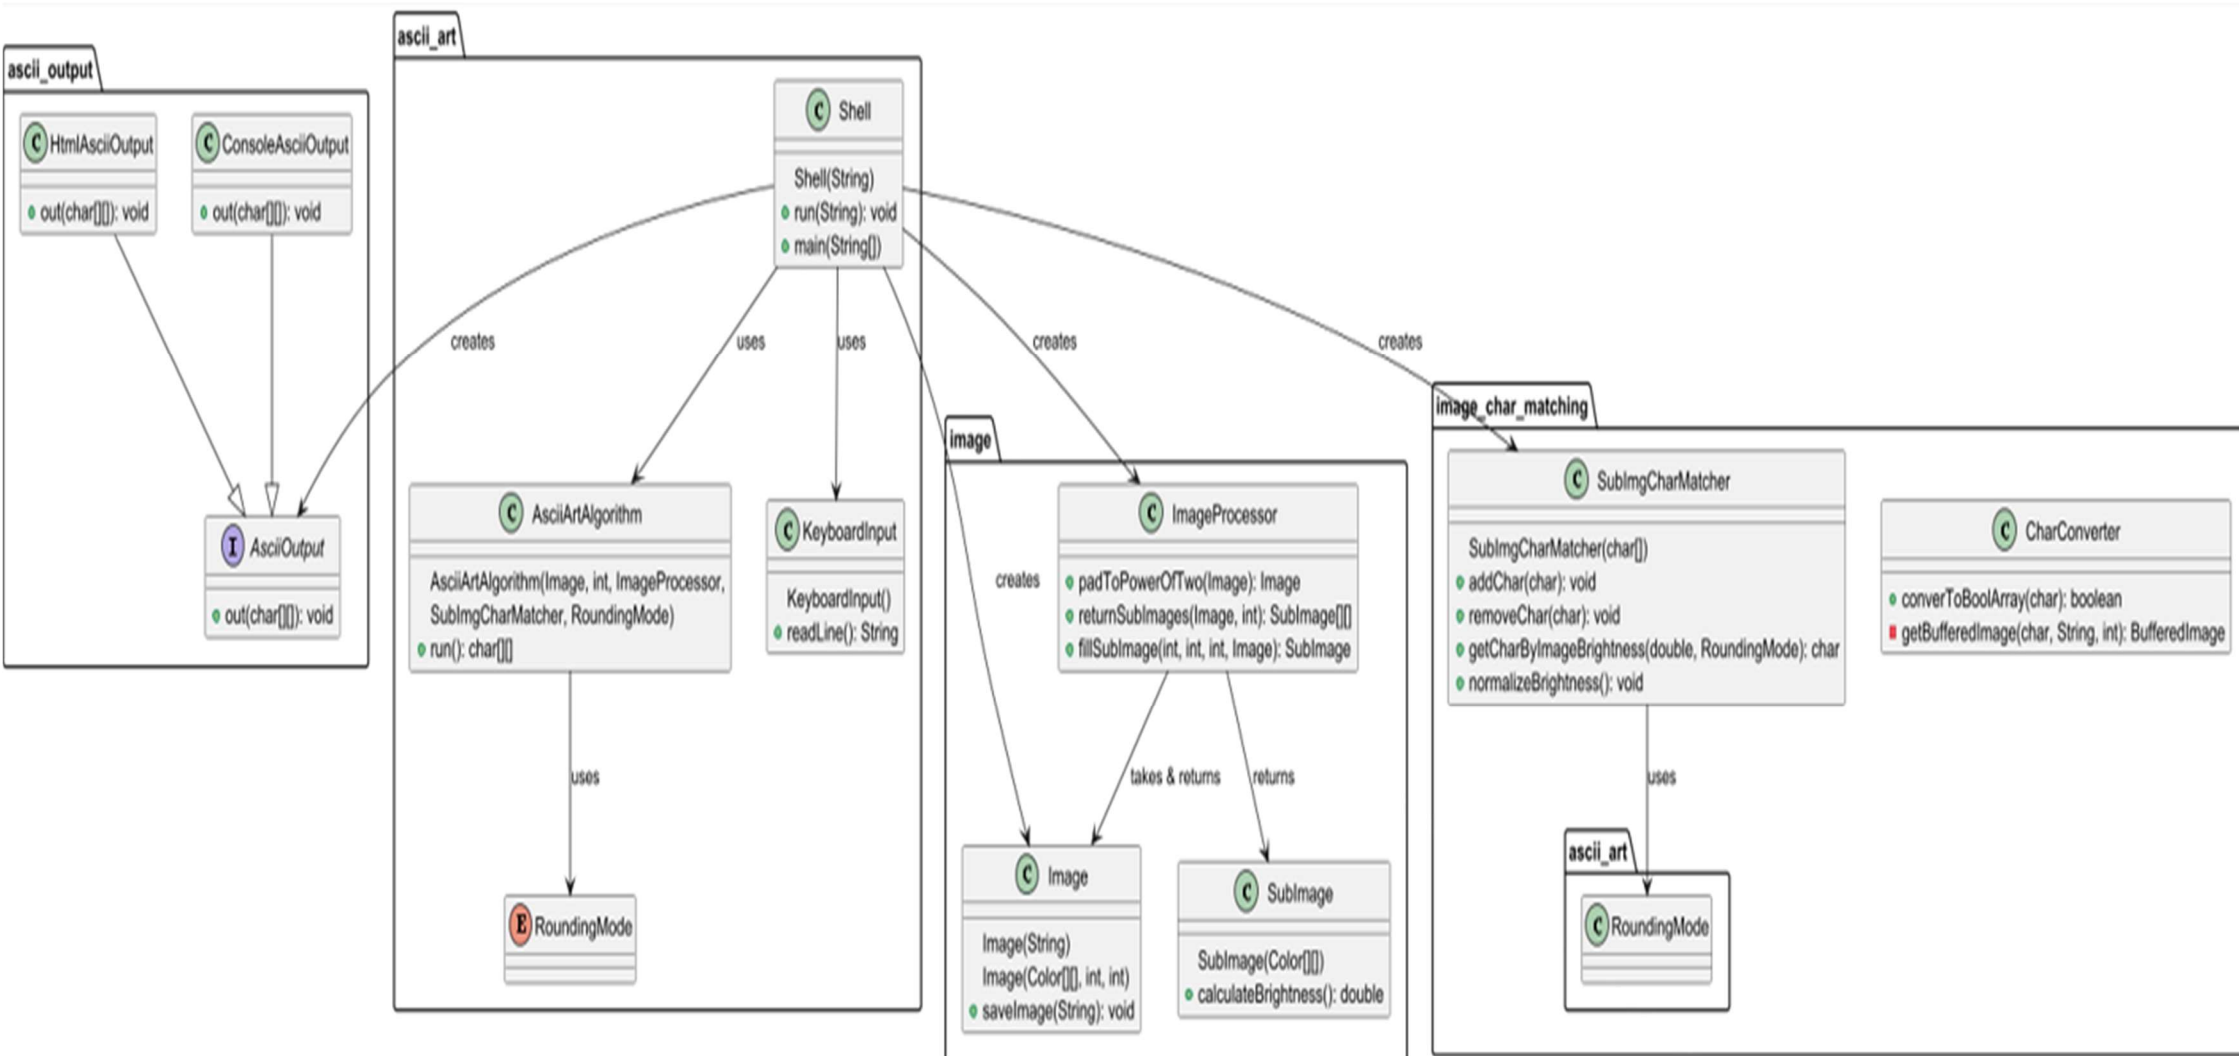 ascii_output
C HtmlAsciiOutput
out(char[][]): void
C ConsoleAsciiOutput
out(char[][]): void
I AsciiOutput
out(char[][]): void
ascii_art
C Shell
Shell(String)
run(String): void
main(String[])
creates
uses
uses
creates
creates
creates
C AsciiArtAlgorithm
AsciiArtAlgorithm(Image, int, ImageProcessor,
SubImgCharMatcher, RoundingMode)
run(): char[][]
C KeyboardInput
KeyboardInput()
readLine(): String
uses
E RoundingMode
image
C ImageProcessor
padToPowerOfTwo(Image): Image
returnSubImages(Image, int): SubImage[][]
fillSubImage(int, int, int, Image): SubImage
takes & returns
returns
C Image
Image(String)
Image(Color[][], int, int)
saveImage(String): void
C SubImage
SubImage(Color[][])
calculateBrightness(): double
image_char_matching
C SubImgCharMatcher
SubImgCharMatcher(char[])
addChar(char): void
removeChar(char): void
getCharByImageBrightness(double, RoundingMode): char
normalizeBrightness(): void
C CharConverter
converToBoolArray(char): boolean
getBufferedImage(char, String, int): BufferedImage
uses
ascii_art
C RoundingMode